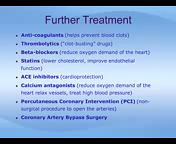 Further Treatment
Anti-coagulants (helps prevent blood clots)
Thrombolytics ("clot-busting" drugs)
Beta-blockers (reduce oxygen demand of the heart)
Statins (lower cholesterol, improve endothelial
function)
ACE inhibitors (cardioprotection)
Calcium antagonists (reduce oxygen demand of the
heart relax vessels, treat high blood pressure)
Percutaneous Coronary Intervention (PCI) (non-
surgical procedure to open the arteries)
Coronary Artery Bypass Surgery